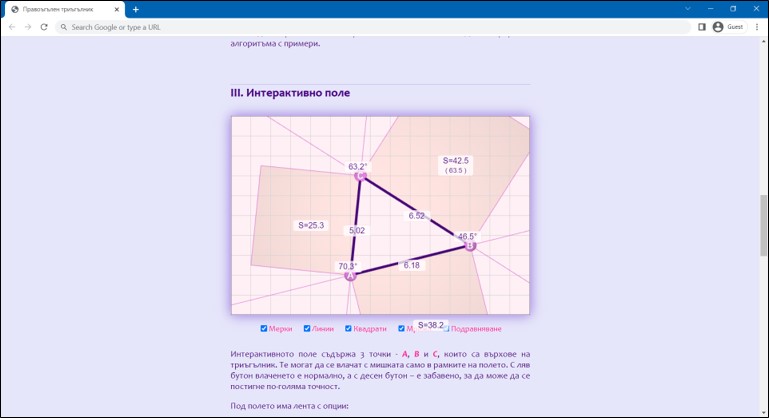 Правоъгълен триъгълник
Search Google or type a URL
Guest
алгоритъма с примери.
III. Интерактивно поле
63.2°
C
S=42.5
( 63.5 )
6.52
S=25.3
5.02
46.5°
B
70.3°
6.18
A
S=38.2
Мерки Линии Квадрати Подравняване
Интерактивното поле съдържа 3 точки - A, B и C, които са върхове на
триъгълник. Те могат да се влачат с мишката само в рамките на полето. С ляв
бутон влаченето е нормално, а с десен бутон – е забавено, за да може да се
постигне по-голяма точност.
Под полето има лента с опции: